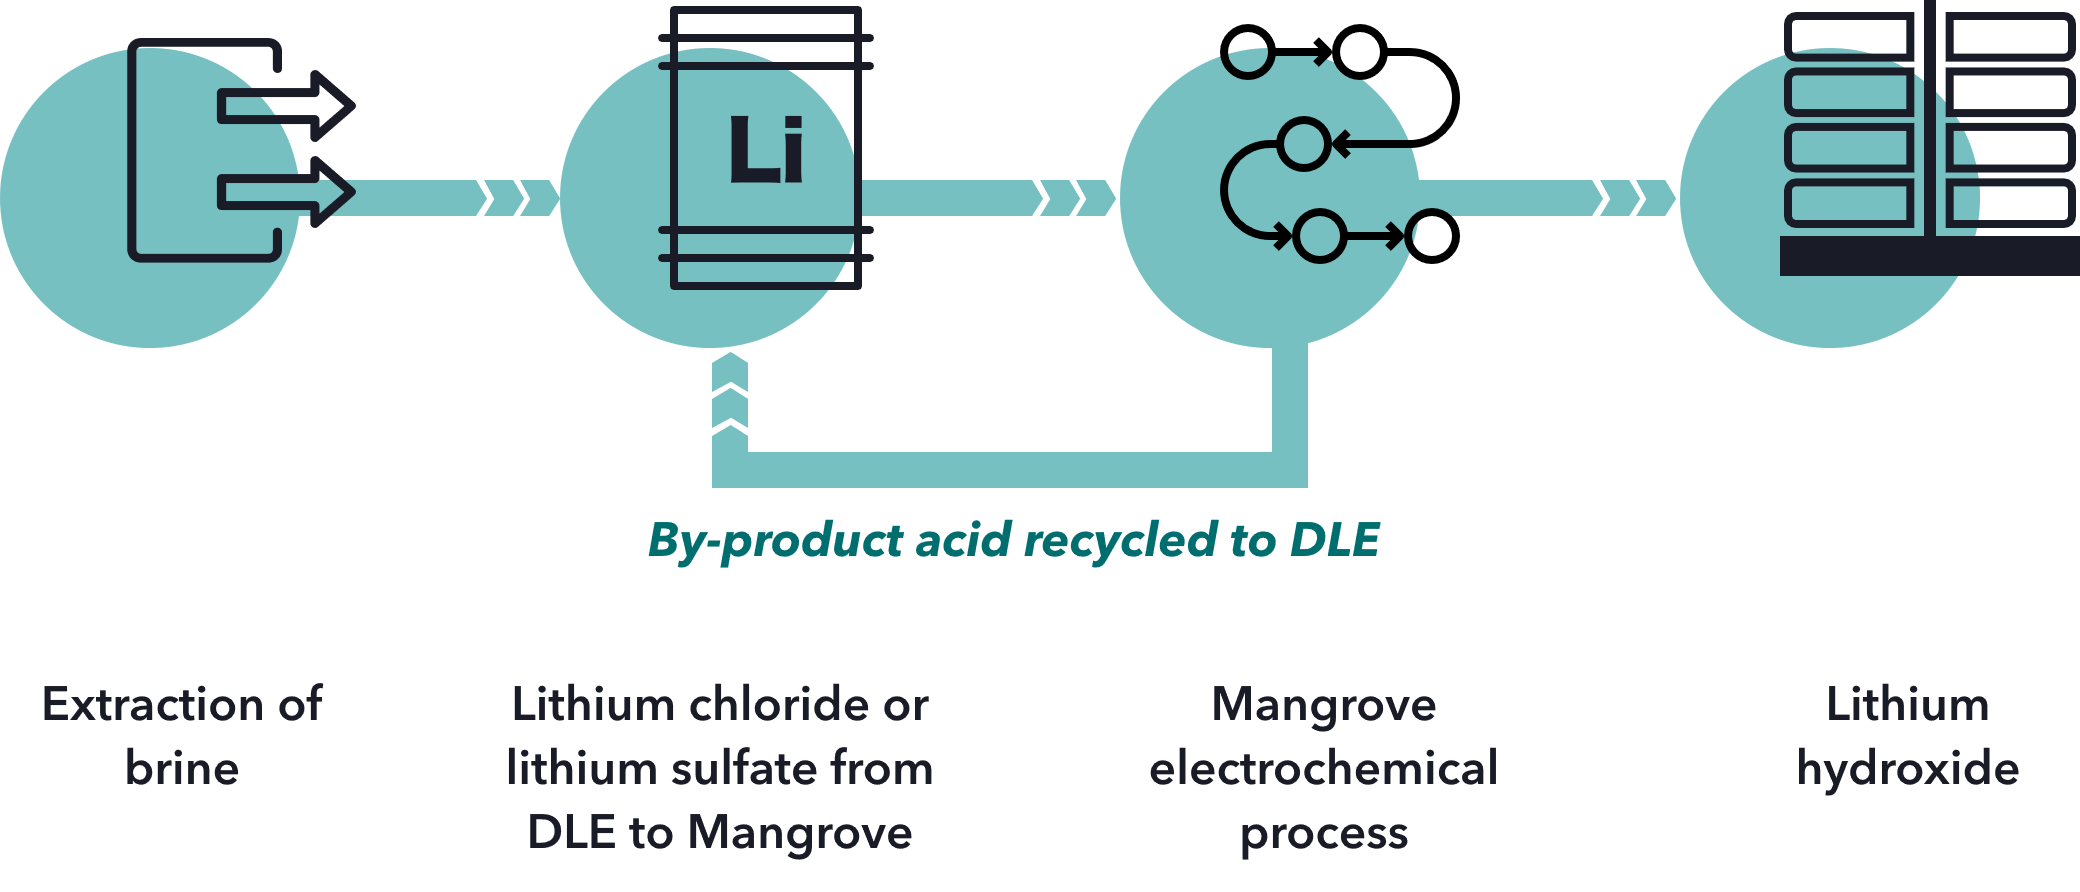 Li
By-product acid recycled to DLE
Extraction of
brine
Lithium chloride or
lithium sulfate from
DLE to Mangrove
Mangrove
electrochemical
process
Lithium
hydroxide